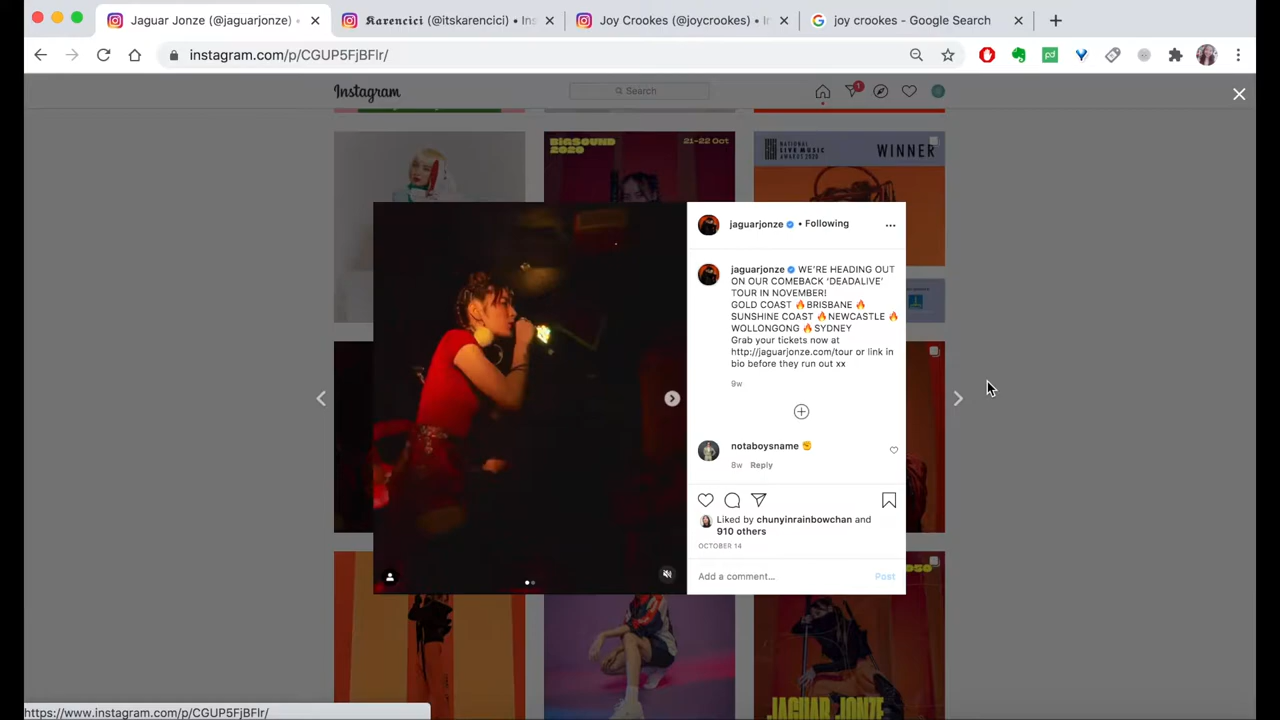 Jaguar Jonze (@jaguarjonze) •
𝕶𝖆𝖗𝖊𝖓𝖈𝖎𝖈𝖎 (@itskarencici) • Ins
Joy Crookes (@joycrookes) • In
joy crookes - Google Search
instagram.com/p/CGUP5FjBFlr/
Instagram
Search
1
BIGSOUND
2020
21-22 Oct
NATIONAL
LIVE MUSIC
AWARDS 2020
WINNER
jaguarjonze • Following
jaguarjonze WE'RE HEADING OUT
ON OUR COMEBACK 'DEADALIVE'
TOUR IN NOVEMBER!
GOLD COAST 🔥BRISBANE 🔥
SUNSHINE COAST 🔥NEWCASTLE 🔥
WOLLONGONG 🔥SYDNEY
Grab your tickets now at
http://jaguarjonze.com/tour or link in
bio before they run out xx
9w
notaboysname ✊
8w Reply
Liked by chunyinrainbowchan and
910 others
OCTOBER 14
Add a comment...
Post
JAGUAR JONZE
https://www.instagram.com/p/CGUP5FjBFlr/